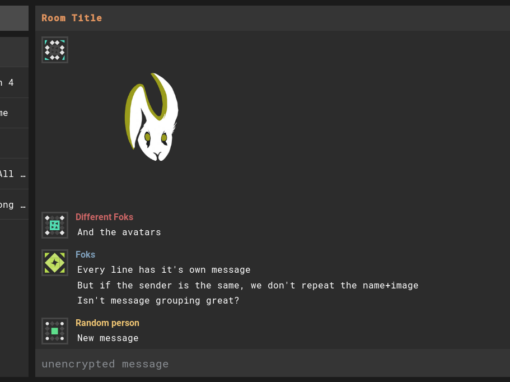 Room Title
n 4
me
All …
ong …
Different Foks
And the avatars
Foks
Every line has it's own message
But if the sender is the same, we don't repeat the name+image
Isn't message grouping great?
Random person
New message
unencrypted message